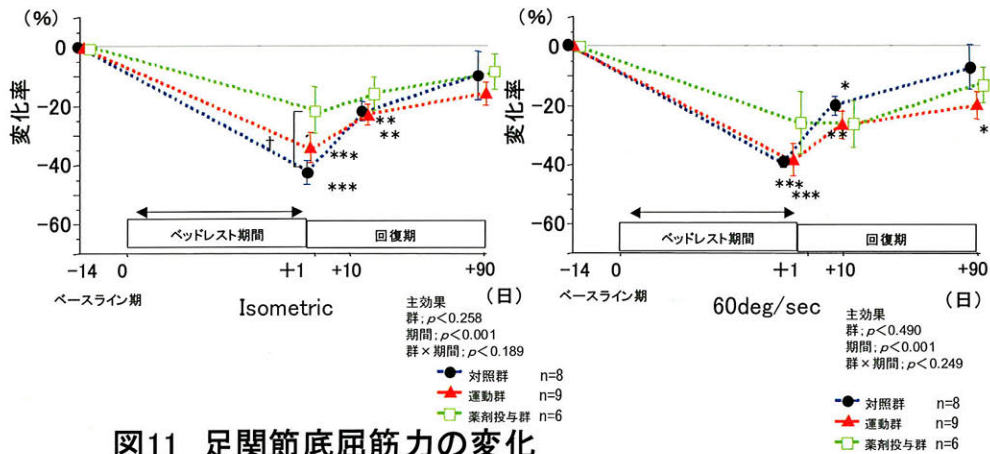 (%)
0
-20
-40
-60
変化率
†
***
***
**
**
ベッドレスト期間
回復期
-14
0
+1
+10
+90
(日)
ベースライン期
Isometric
主効果
群;p<0.258
期間;p<0.001
群×期間;p<0.189
対照群 n=8
運動群 n=9
薬剤投与群 n=6
(%)
0
-20
-40
-60
変化率
*
**
***
***
*
ベッドレスト期間
回復期
-14
0
+1
+10
+90
(日)
ベースライン期
60deg/sec
主効果
群;p<0.490
期間;p<0.001
群×期間;p<0.249
対照群 n=8
運動群 n=9
薬剤投与群 n=6
図11 足関節底屈筋力の変化